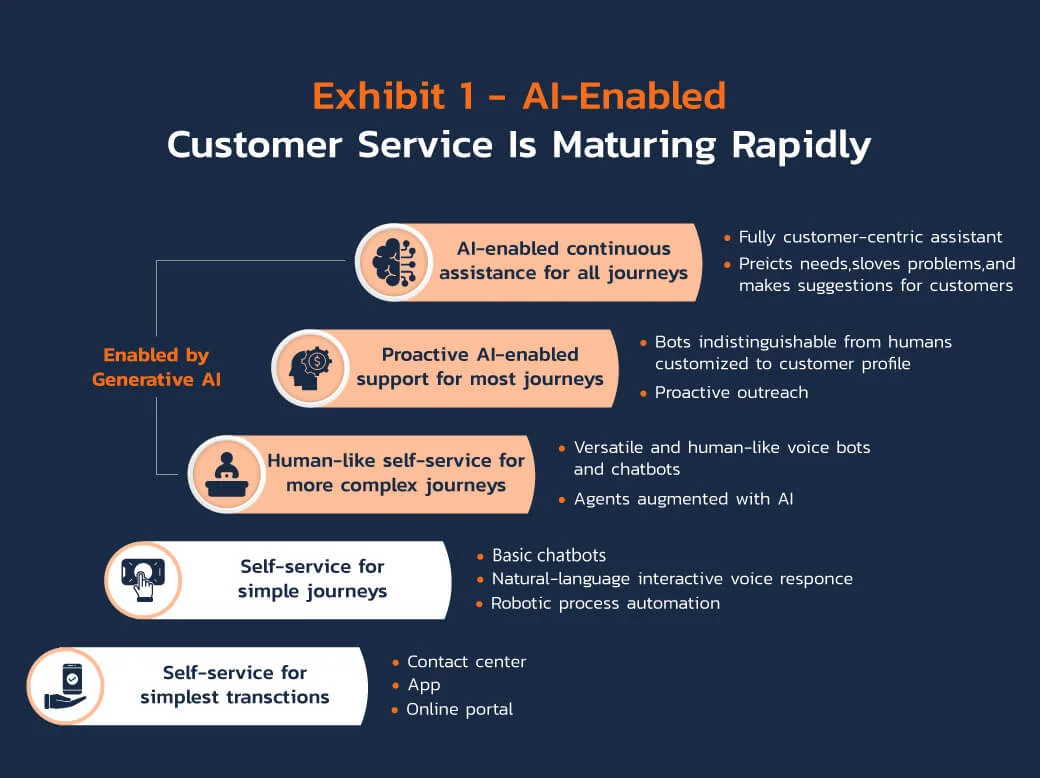 Exhibit 1 - AI-Enabled
Customer Service Is Maturing Rapidly
AI-enabled continuous
assistance for all journeys
• Fully customer-centric assistant
• Preicts needs,sloves problems,and
makes suggestions for customers
Enabled by
Generative AI
Proactive AI-enabled
support for most journeys
• Bots indistinguishable from humans
customized to customer profile
• Proactive outreach
Human-like self-service for
more complex journeys
• Versatile and human-like voice bots
and chatbots
• Agents augmented with AI
Self-service for
simple journeys
• Basic chatbots
• Natural-language interactive voice responce
• Robotic process automation
Self-service for
simplest transctions
• Contact center
• App
• Online portal